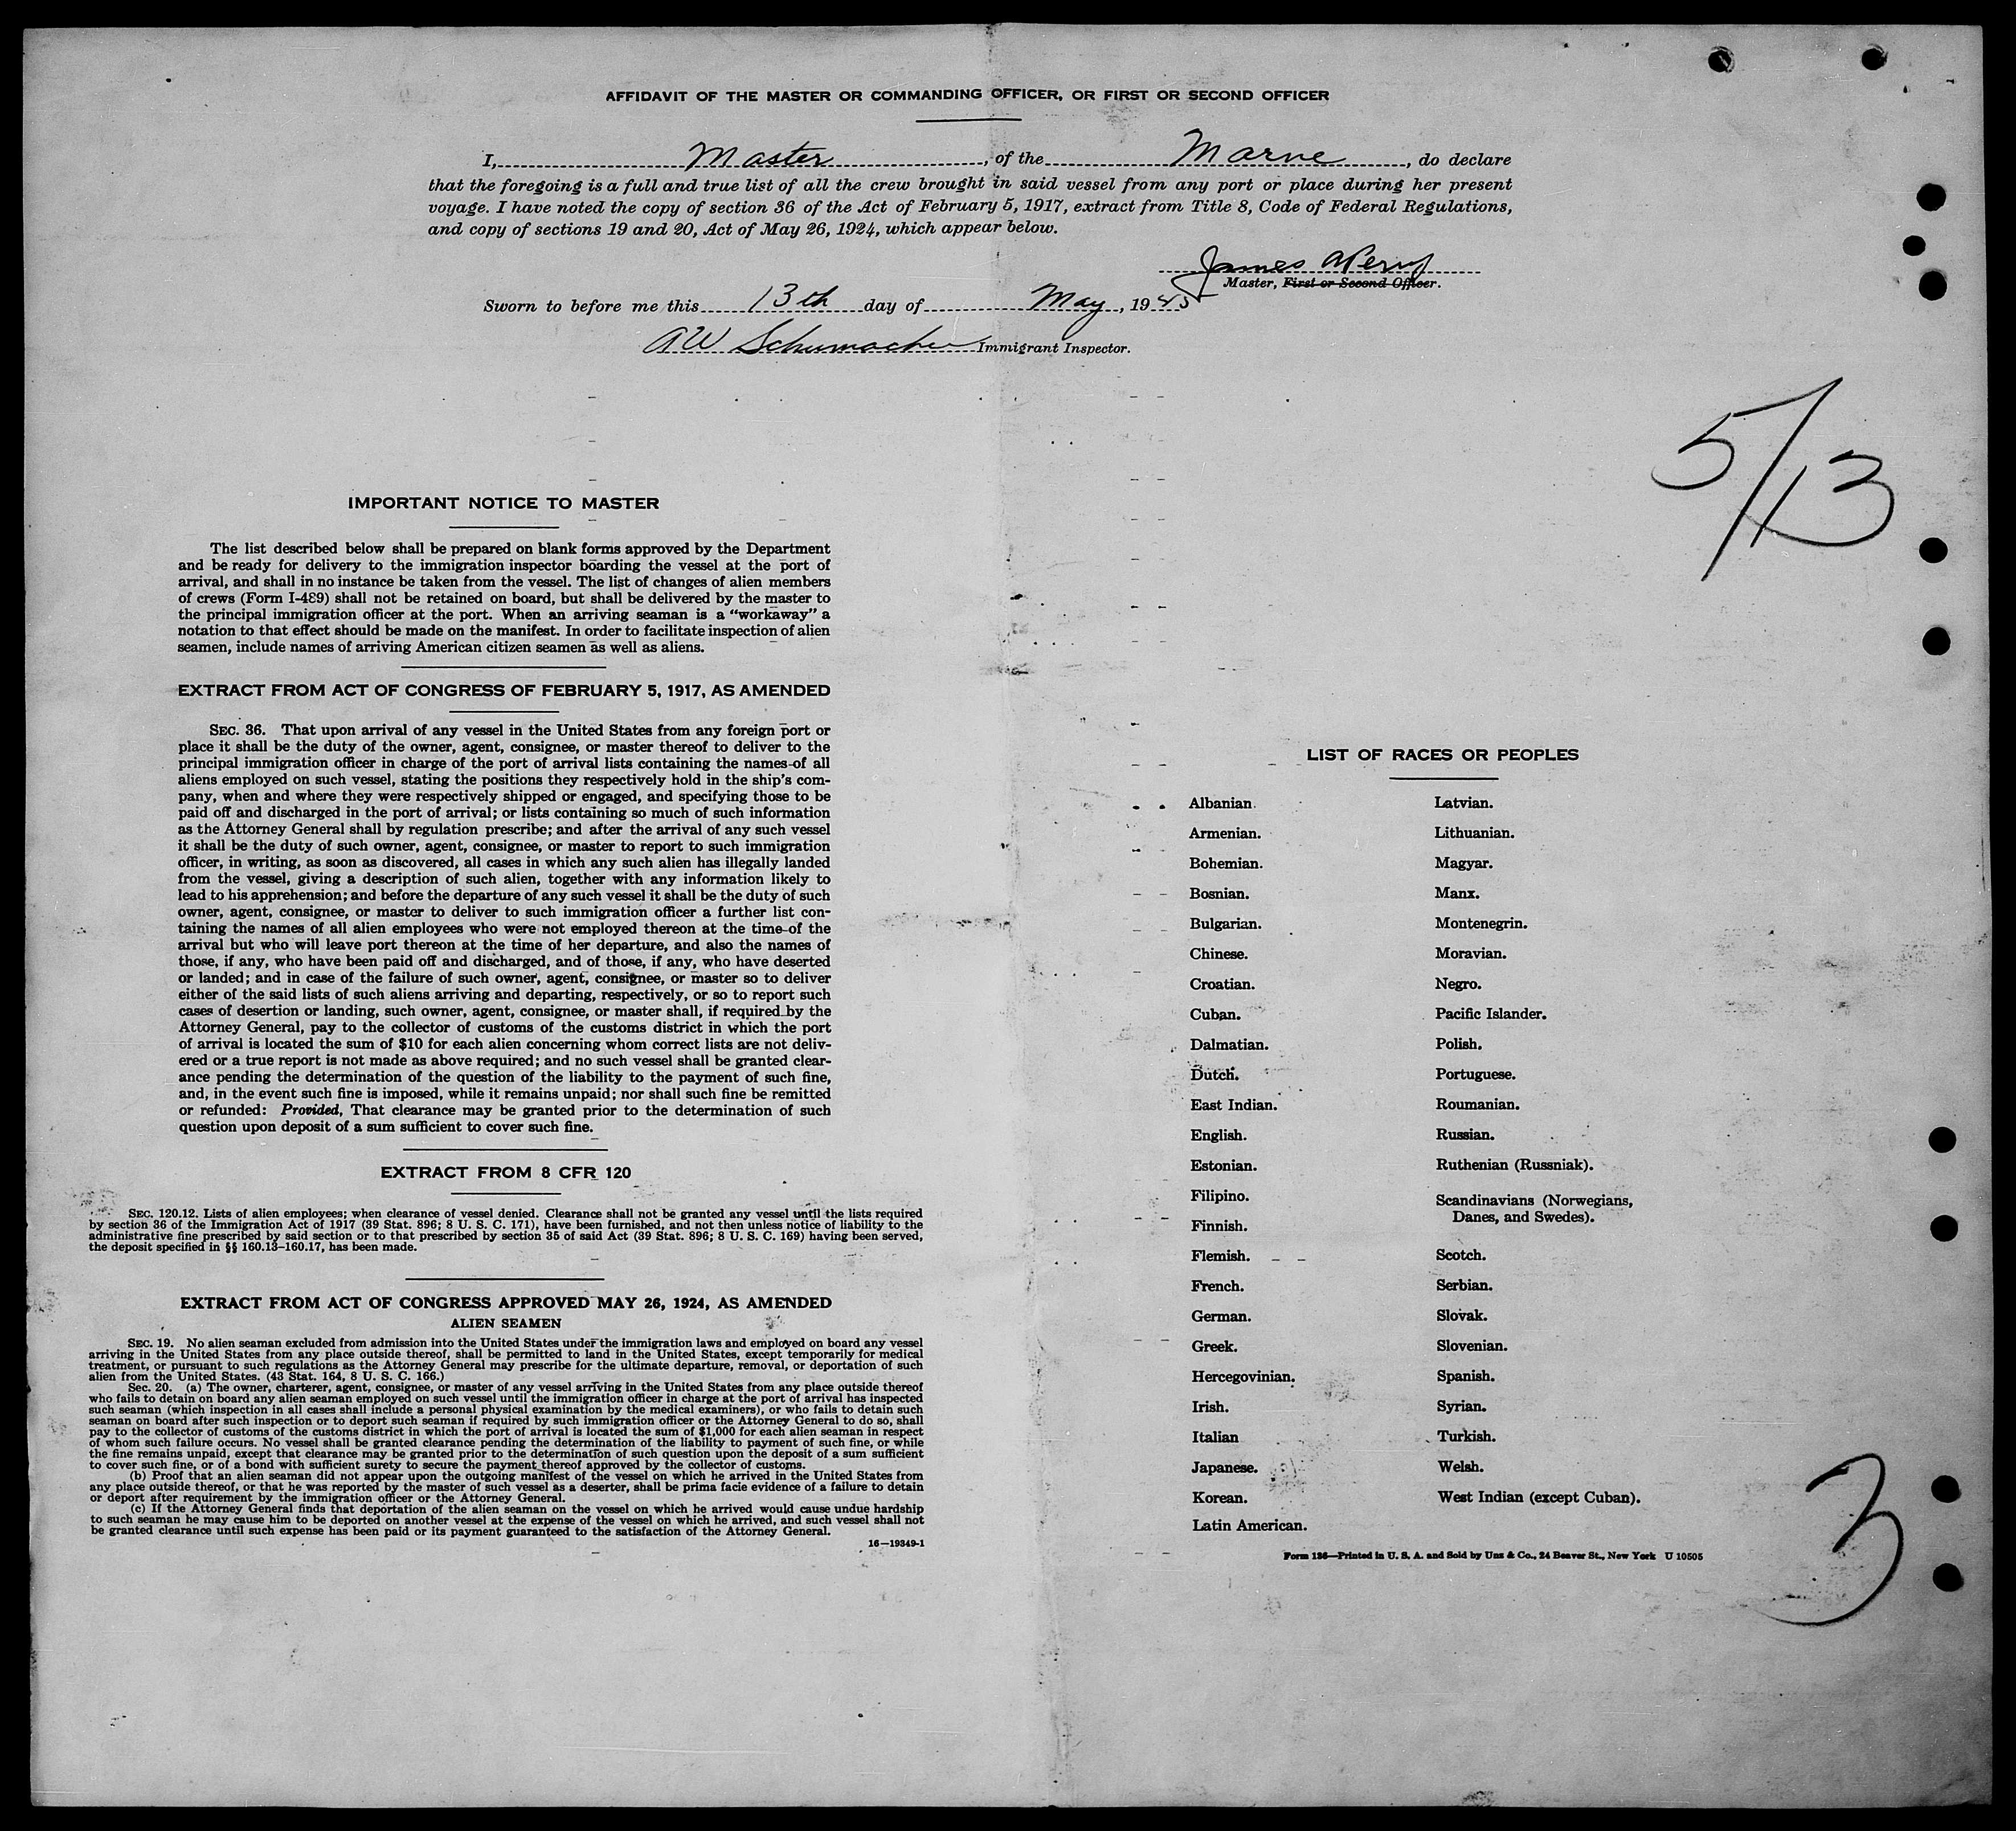 AFFIDAVIT OF THE MASTER OR COMMANDING OFFICER, OR FIRST OR SECOND OFFICER
I, Master, of the Marne, do declare
that the foregoing is a full and true list of all the crew brought in said vessel from any port or place during her present
voyage. I have noted the copy of section 36 of the Act of February 5, 1917, extract from Title 8, Code of Federal Regulations,
and copy of sections 19 and 20, Act of May 26, 1924, which appear below.
James A Perry
Master, First or Second Officer.
Sworn to before me this 13th day of May, 1945
AW Schumacher Immigrant Inspector.
5/13
IMPORTANT NOTICE TO MASTER
The list described below shall be prepared on blank forms approved by the Department
and be ready for delivery to the immigration inspector boarding the vessel at the port of
arrival, and shall in no instance be taken from the vessel. The list of changes of alien members
of crews (Form I-489) shall not be retained on board, but shall be delivered by the master to
the principal immigration officer at the port. When an arriving seaman is a “workaway” a
notation to that effect should be made on the manifest. In order to facilitate inspection of alien
seamen, include names of arriving American citizen seamen as well as aliens.
EXTRACT FROM ACT OF CONGRESS OF FEBRUARY 5, 1917, AS AMENDED
SEC. 36. That upon arrival of any vessel in the United States from any foreign port or
place it shall be the duty of the owner, agent, consignee, or master thereof to deliver to the
principal immigration officer in charge of the port of arrival lists containing the names of all
aliens employed on such vessel, stating the positions they respectively hold in the ship’s com-
pany, when and where they were respectively shipped or engaged, and specifying those to be
paid off and discharged in the port of arrival; or lists containing so much of such information
as the Attorney General shall by regulation prescribe; and after the arrival of any such vessel
it shall be the duty of such owner, agent, consignee, or master to report to such immigration
officer, in writing, as soon as discovered, all cases in which any such alien has illegally landed
from the vessel, giving a description of such alien, together with any information likely to
lead to his apprehension; and before the departure of any such vessel it shall be the duty of such
owner, agent, consignee, or master to deliver to such immigration officer a further list con-
taining the names of all alien employees who were not employed thereon at the time of the
arrival but who will leave port thereon at the time of her departure, and also the names of
those, if any, who have been paid off and discharged, and of those, if any, who have deserted
or landed; and in case of the failure of such owner, agent, consignee, or master so to deliver
either of the said lists of such aliens arriving and departing, respectively, or so to report such
cases of desertion or landing, such owner, agent, consignee, or master shall, if required by the
Attorney General, pay to the collector of customs of the customs district in which the port
of arrival is located the sum of $10 for each alien concerning whom correct lists are not deliv-
ered or a true report is not made as above required; and no such vessel shall be granted clear-
ance pending the determination of the question of the liability to the payment of such fine,
and, in the event such fine is imposed, while it remains unpaid; nor shall such fine be remitted
or refunded: Provided, That clearance may be granted prior to the determination of such
question upon deposit of a sum sufficient to cover such fine.
EXTRACT FROM 8 CFR 120
SEC. 120.12. Lists of alien employees; when clearance of vessel denied. Clearance shall not be granted any vessel until the lists required
by section 36 of the Immigration Act of 1917 (39 Stat. 896; 8 U. S. C. 171), have been furnished, and not then unless notice of liability to the
administrative fine prescribed by said section or to that prescribed by section 35 of said Act (39 Stat. 896; 8 U. S. C. 169) having been served,
the deposit specified in §§ 160.13–160.17, has been made.
EXTRACT FROM ACT OF CONGRESS APPROVED MAY 26, 1924, AS AMENDED
ALIEN SEAMEN
SEC. 19. No alien seaman excluded from admission into the United States under the immigration laws and employed on board any vessel
arriving in the United States from any place outside thereof, shall be permitted to land in the United States, except temporarily for medical
treatment, or pursuant to such regulations as the Attorney General may prescribe for the ultimate departure, removal, or deportation of such
alien from the United States. (43 Stat. 164, 8 U. S. C. 166.)
Sec. 20. (a) The owner, charterer, agent, consignee, or master of any vessel arriving in the United States from any place outside thereof
who fails to detain on board any alien seaman employed on such vessel until the immigration officer in charge at the port of arrival has inspected
such seaman (which inspection in all cases shall include a personal physical examination by the medical examiners), or who fails to detain such
seaman on board after such inspection or to deport such seaman if required by such immigration officer or the Attorney General to do so, shall
pay to the collector of customs of the customs district in which the port of arrival is located the sum of $1,000 for each alien seaman in respect
of whom such failure occurs. No vessel shall be granted clearance pending the determination of the liability to payment of such fine, or while
the fine remains unpaid, except that clearance may be granted prior to the determination of such question upon the deposit of a sum sufficient
to cover such fine, or of a bond with sufficient surety to secure the payment thereof approved by the collector of customs.
(b) Proof that an alien seaman did not appear upon the outgoing manifest of the vessel on which he arrived in the United States from
any place outside thereof, or that he was reported by the master of such vessel as a deserter, shall be prima facie evidence of a failure to detain
or deport after requirement by the immigration officer or the Attorney General.
(c) If the Attorney General finds that deportation of the alien seaman on the vessel on which he arrived would cause undue hardship
to such seaman he may cause him to be deported on another vessel at the expense of the vessel on which he arrived, and such vessel shall not
be granted clearance until such expense has been paid or its payment guaranteed to the satisfaction of the Attorney General.
16—19349-1
LIST OF RACES OR PEOPLES
Albanian.
Armenian.
Bohemian.
Bosnian.
Bulgarian.
Chinese.
Croatian.
Cuban.
Dalmatian.
Dutch.
East Indian.
English.
Estonian.
Filipino.
Finnish.
Flemish.
French.
German.
Greek.
Hercegovinian.
Irish.
Italian
Japanese.
Korean.
Latin American.
Latvian.
Lithuanian.
Magyar.
Manx.
Montenegrin.
Moravian.
Negro.
Pacific Islander.
Polish.
Portuguese.
Roumanian.
Russian.
Ruthenian (Russniak).
Scandinavians (Norwegians,
Danes, and Swedes).
Scotch.
Serbian.
Slovak.
Slovenian.
Spanish.
Syrian.
Turkish.
Welsh.
West Indian (except Cuban).
Form 136—Printed in U. S. A. and Sold by Unz & Co., 24 Beaver St., New York U 10505
3